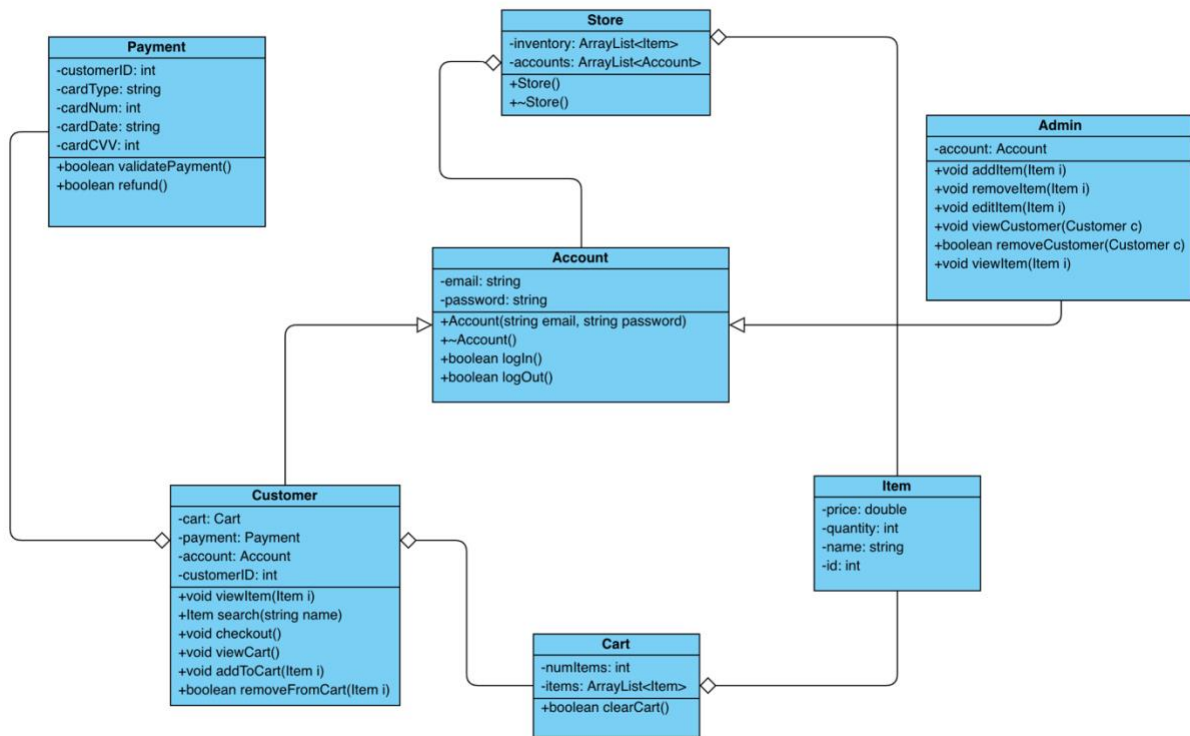 Store
-inventory: ArrayList<Item>
-accounts: ArrayList<Account>
+Store()
+~Store()
Payment
-customerID: int
-cardType: string
-cardNum: int
-cardDate: string
-cardCVV: int
+boolean validatePayment()
+boolean refund()
Admin
-account: Account
+void addItem(Item i)
+void removeItem(Item i)
+void editItem(Item i)
+void viewCustomer(Customer c)
+boolean removeCustomer(Customer c)
+void viewItem(Item i)
Account
-email: string
-password: string
+Account(string email, string password)
+~Account()
+boolean logIn()
+boolean logOut()
Customer
-cart: Cart
-payment: Payment
-account: Account
-customerID: int
+void viewItem(Item i)
+Item search(string name)
+void checkout()
+void viewCart()
+void addToCart(Item i)
+boolean removeFromCart(Item i)
Item
-price: double
-quantity: int
-name: string
-id: int
Cart
-numItems: int
-items: ArrayList<Item>
+boolean clearCart()